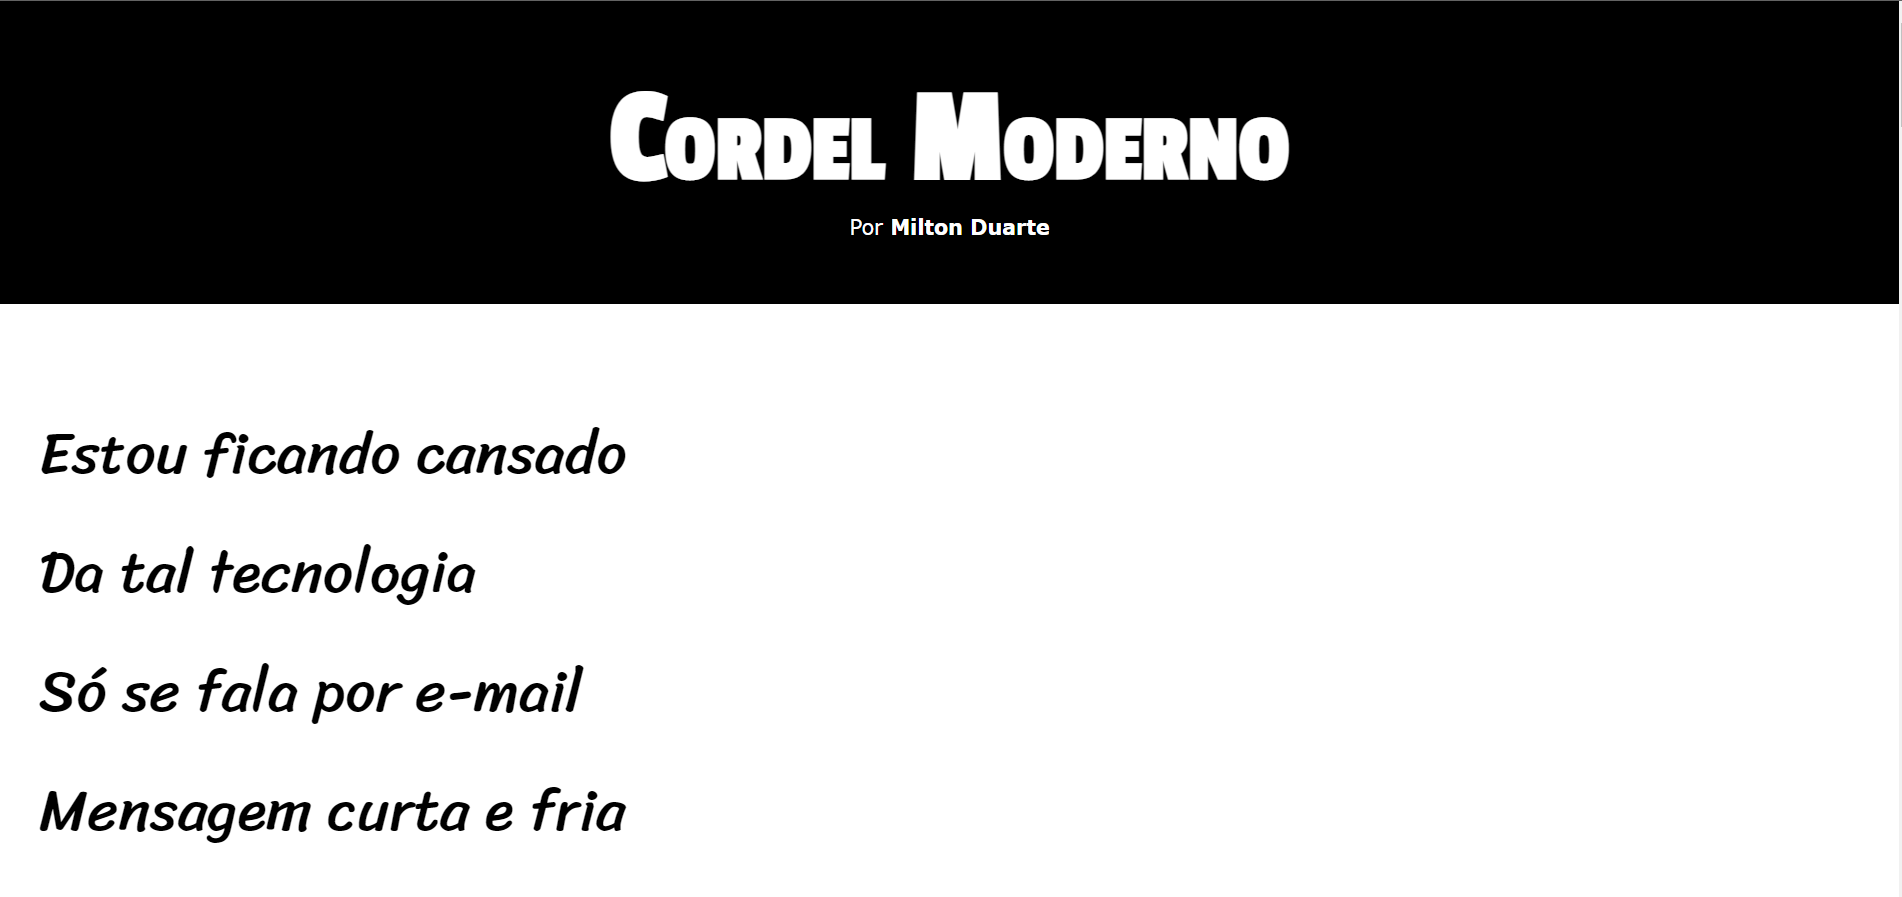 Cordel Moderno
Por Milton Duarte
Estou ficando cansado
Da tal tecnologia
Só se fala por e-mail
Mensagem curta e fria